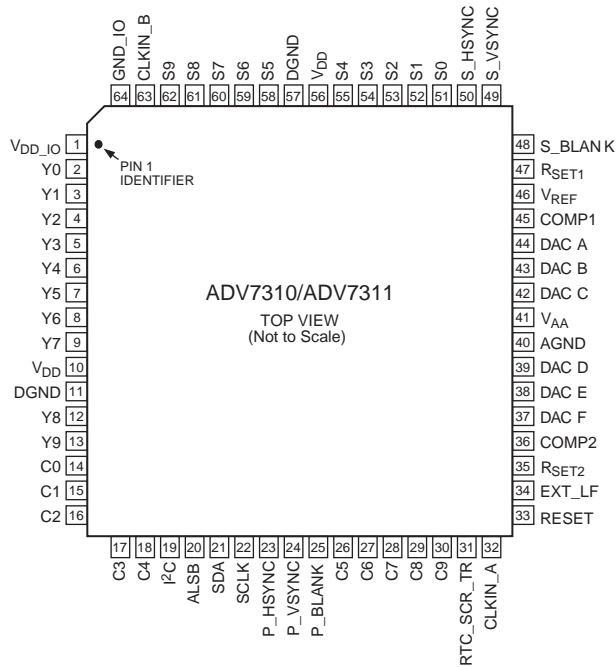 GND_IO
CLKIN_B
S9
S8
S7
S6
S5
DGND
VDD
S4
S3
S2
S1
S0
S_HSYNC
S_VSYNC
64 63 62 61 60 59 58 57 56 55 54 53 52 51 50 49
VDD_IO 1
Y0 2
Y1 3
Y2 4
Y3 5
Y4 6
Y5 7
Y6 8
Y7 9
VDD 10
DGND 11
Y8 12
Y9 13
C0 14
C1 15
C2 16
PIN 1
IDENTIFIER
ADV7310/ADV7311
TOP VIEW
(Not to Scale)
48 S_BLANK
47 RSET1
46 VREF
45 COMP1
44 DAC A
43 DAC B
42 DAC C
41 VAA
40 AGND
39 DAC D
38 DAC E
37 DAC F
36 COMP2
35 RSET2
34 EXT_LF
33 RESET
17 18 19 20 21 22 23 24 25 26 27 28 29 30 31 32
C3
C4
I²C
ALSB
SDA
SCLK
P_HSYNC
P_VSYNC
P_BLANK
C5
C6
C7
C8
C9
RTC_SCR_TR
CLKIN_A